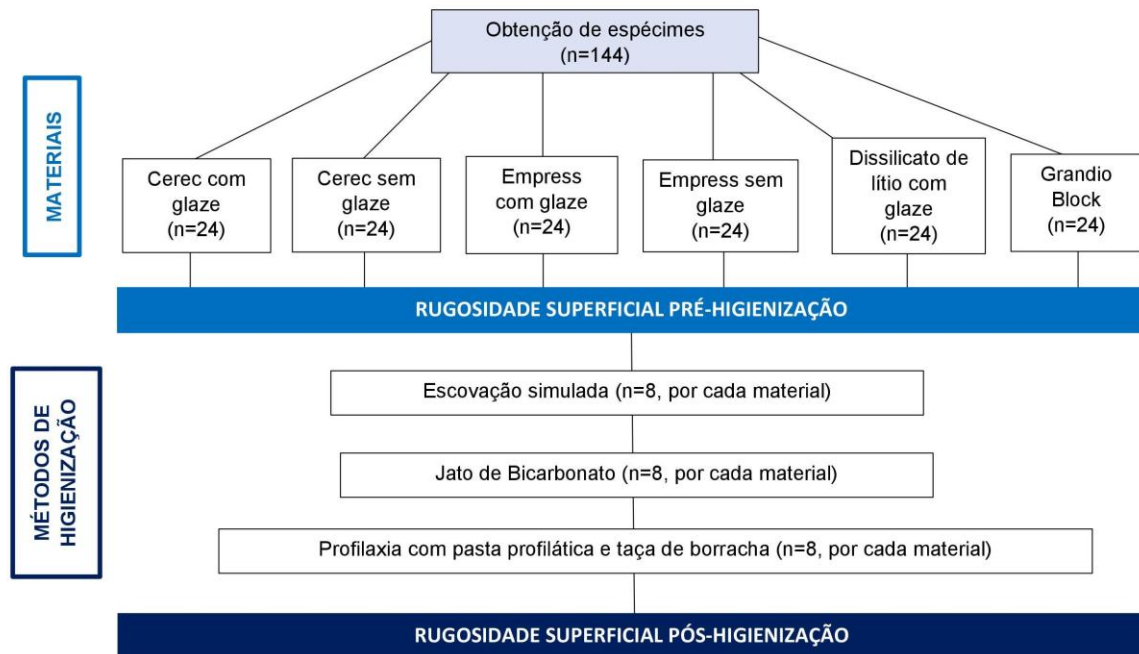 Obtenção de espécimes
(n=144)
MATERIAIS
Cerec com
glaze
(n=24)
Cerec sem
glaze
(n=24)
Empress
com glaze
(n=24)
Empress sem
glaze
(n=24)
Dissilicato de
lítio com
glaze
(n=24)
Grandio
Block
(n=24)
RUGOSIDADE SUPERFICIAL PRÉ-HIGIENIZAÇÃO
MÉTODOS DE
HIGIENIZAÇÃO
Escovação simulada (n=8, por cada material)
Jato de Bicarbonato (n=8, por cada material)
Profilaxia com pasta profilática e taça de borracha (n=8, por cada material)
RUGOSIDADE SUPERFICIAL PÓS-HIGIENIZAÇÃO